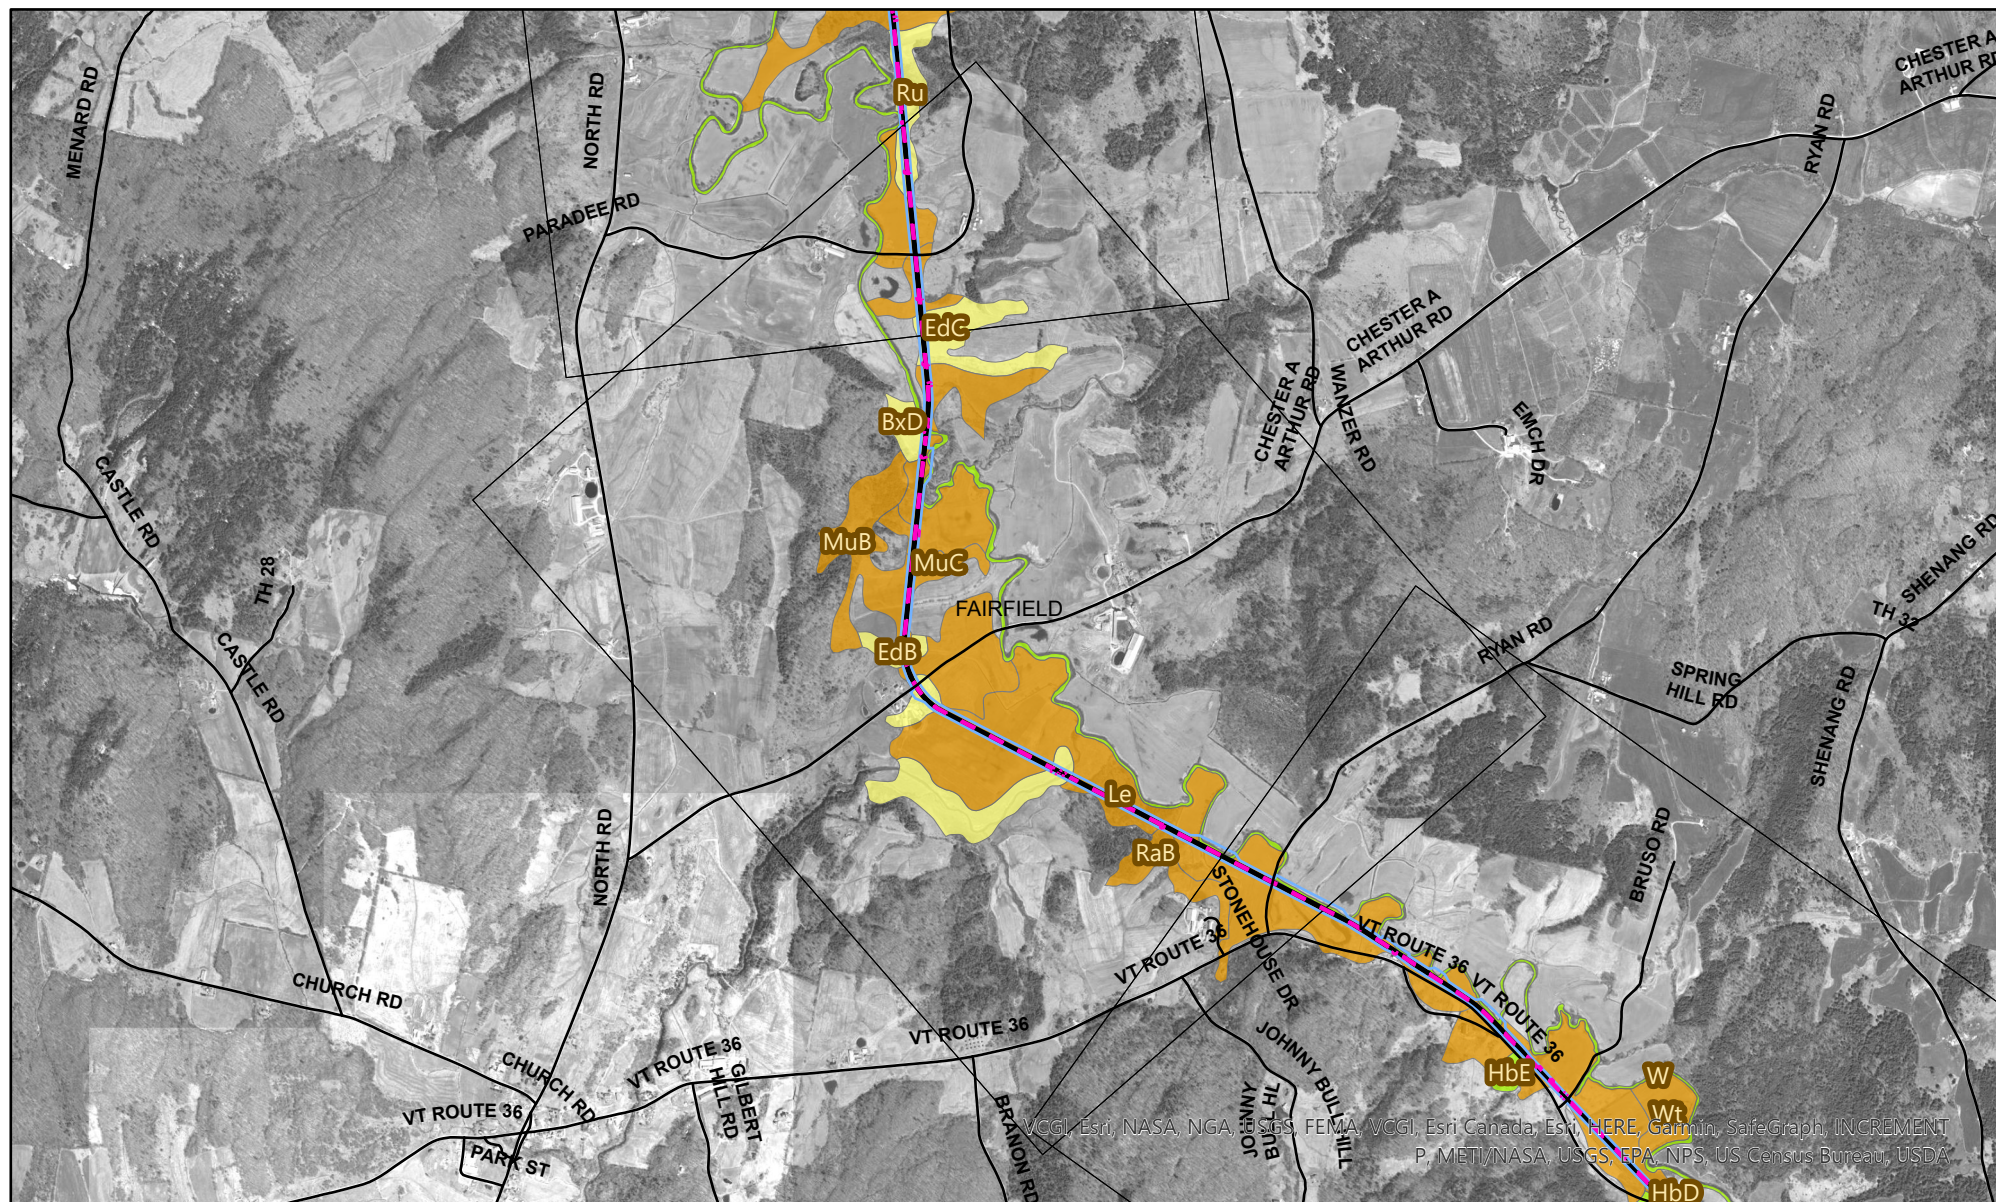 CHESTER A
ARTHUR RD
MENARD RD
NORTH RD
Ru
RYAN RD
PARADEE RD
EdC
CHESTER A
ARTHUR RD
CHESTER A
ARTHUR RD
WANZER RD
EMCH DR
BxD
CASTLE RD
MuB
MuC
TH 28
FAIRFIELD
SHENANG RD
TH 32
EdB
RYAN RD
SPRING
HILL RD
CASTLE RD
SHENANG RD
Le
RaB
NORTH RD
BRUSO RD
STONEHOUSE DR
VT ROUTE 36
VT ROUTE 36
VT ROUTE 36
CHURCH RD
VT ROUTE 36
VT ROUTE 36
CHURCH RD
GILBERT
HILL RD
JOHNNY BULL HILL
HbE
W
Wt
VT ROUTE 36
JOHNNY
BULL HL
BRANON RD
PARK ST
VCGI, Esri, NASA, NGA, USGS, FEMA, VCGI, Esri Canada, Esri, HERE, Garmin, SafeGraph, INCREMENT
P, METI/NASA, USGS, EPA, NPS, US Census Bureau, USDA
HbD